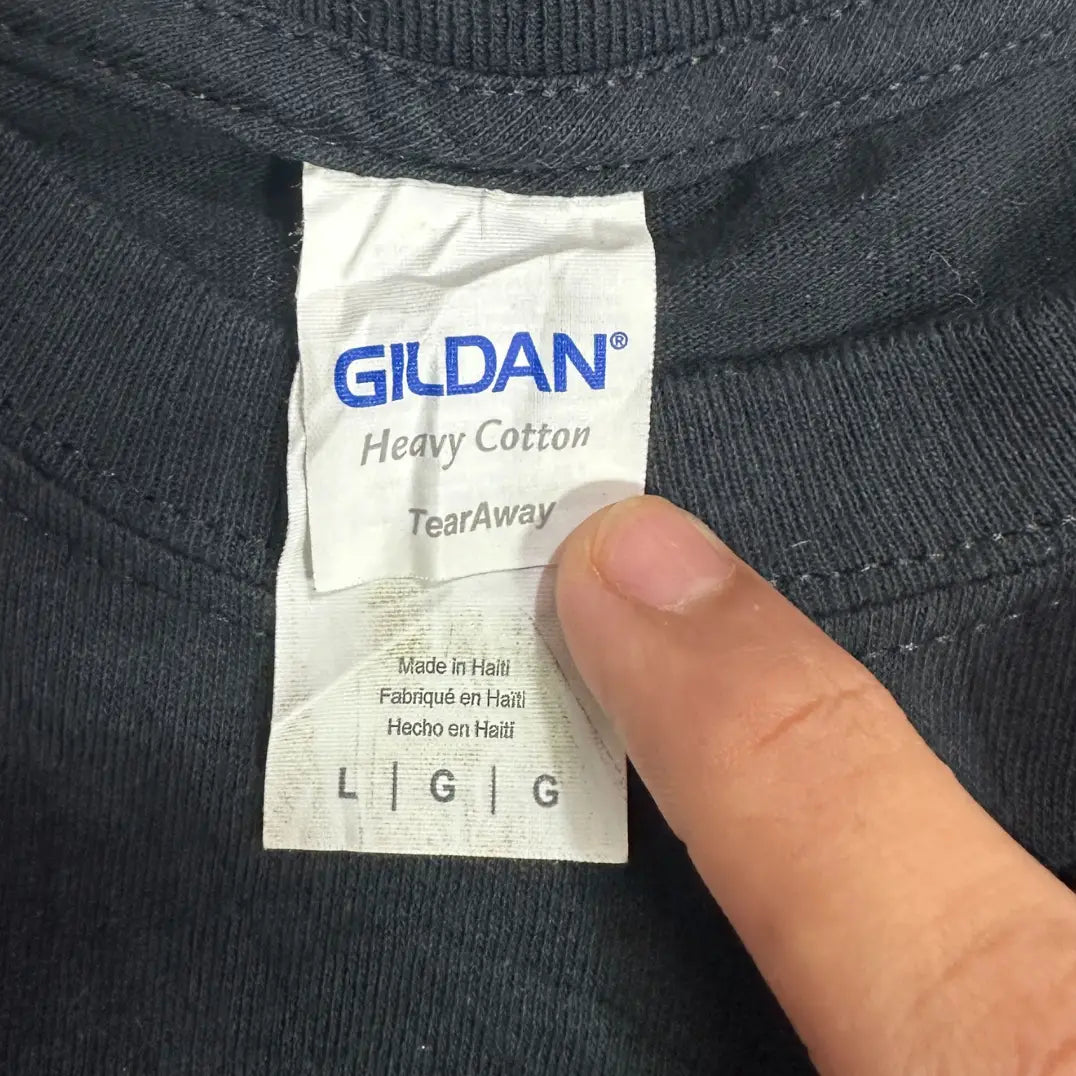 GILDAN®
Heavy Cotton
TearAway
Made in Haiti
Fabriqué en Haïti
Hecho en Haití
L | G | G